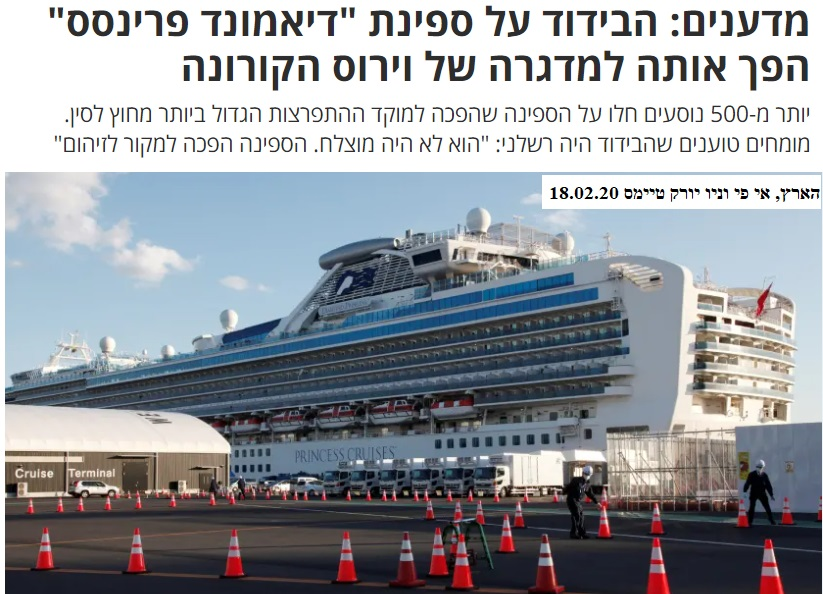 מדענים: הבידוד על ספינת "דיאמונד פרינסס"
הפך אותה למדגרה של וירוס הקורונה
יותר מ-500 נוסעים חלו על הספינה שהפכה למוקד ההתפרצות הגדול ביותר מחוץ לסין.
מומחים טוענים שהבידוד היה רשלני: "הוא לא היה מוצלח. הספינה הפכה למקור לזיהום"
הארץ, אי פי וניו יורק טיימס 18.02.20
PRINCESS CRUISES
Cruise Terminal